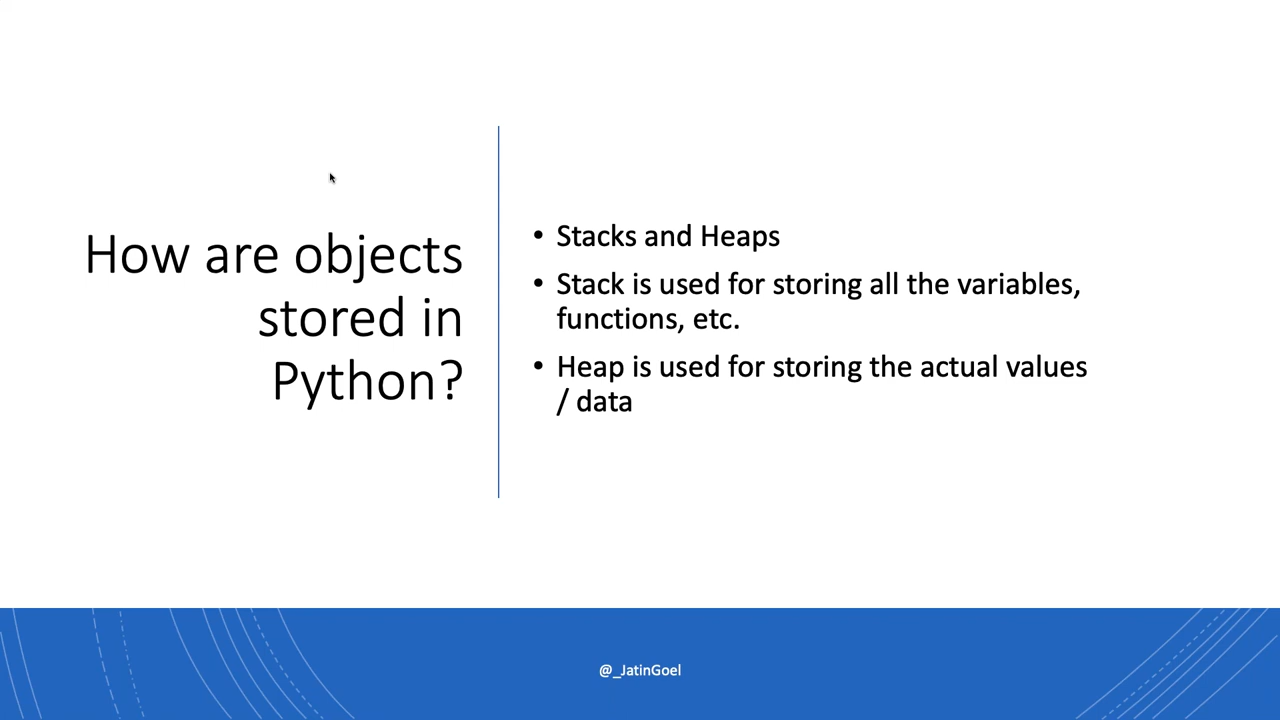 How are objects
stored in
Python?
• Stacks and Heaps
• Stack is used for storing all the variables,
functions, etc.
• Heap is used for storing the actual values
/ data
@_JatinGoel